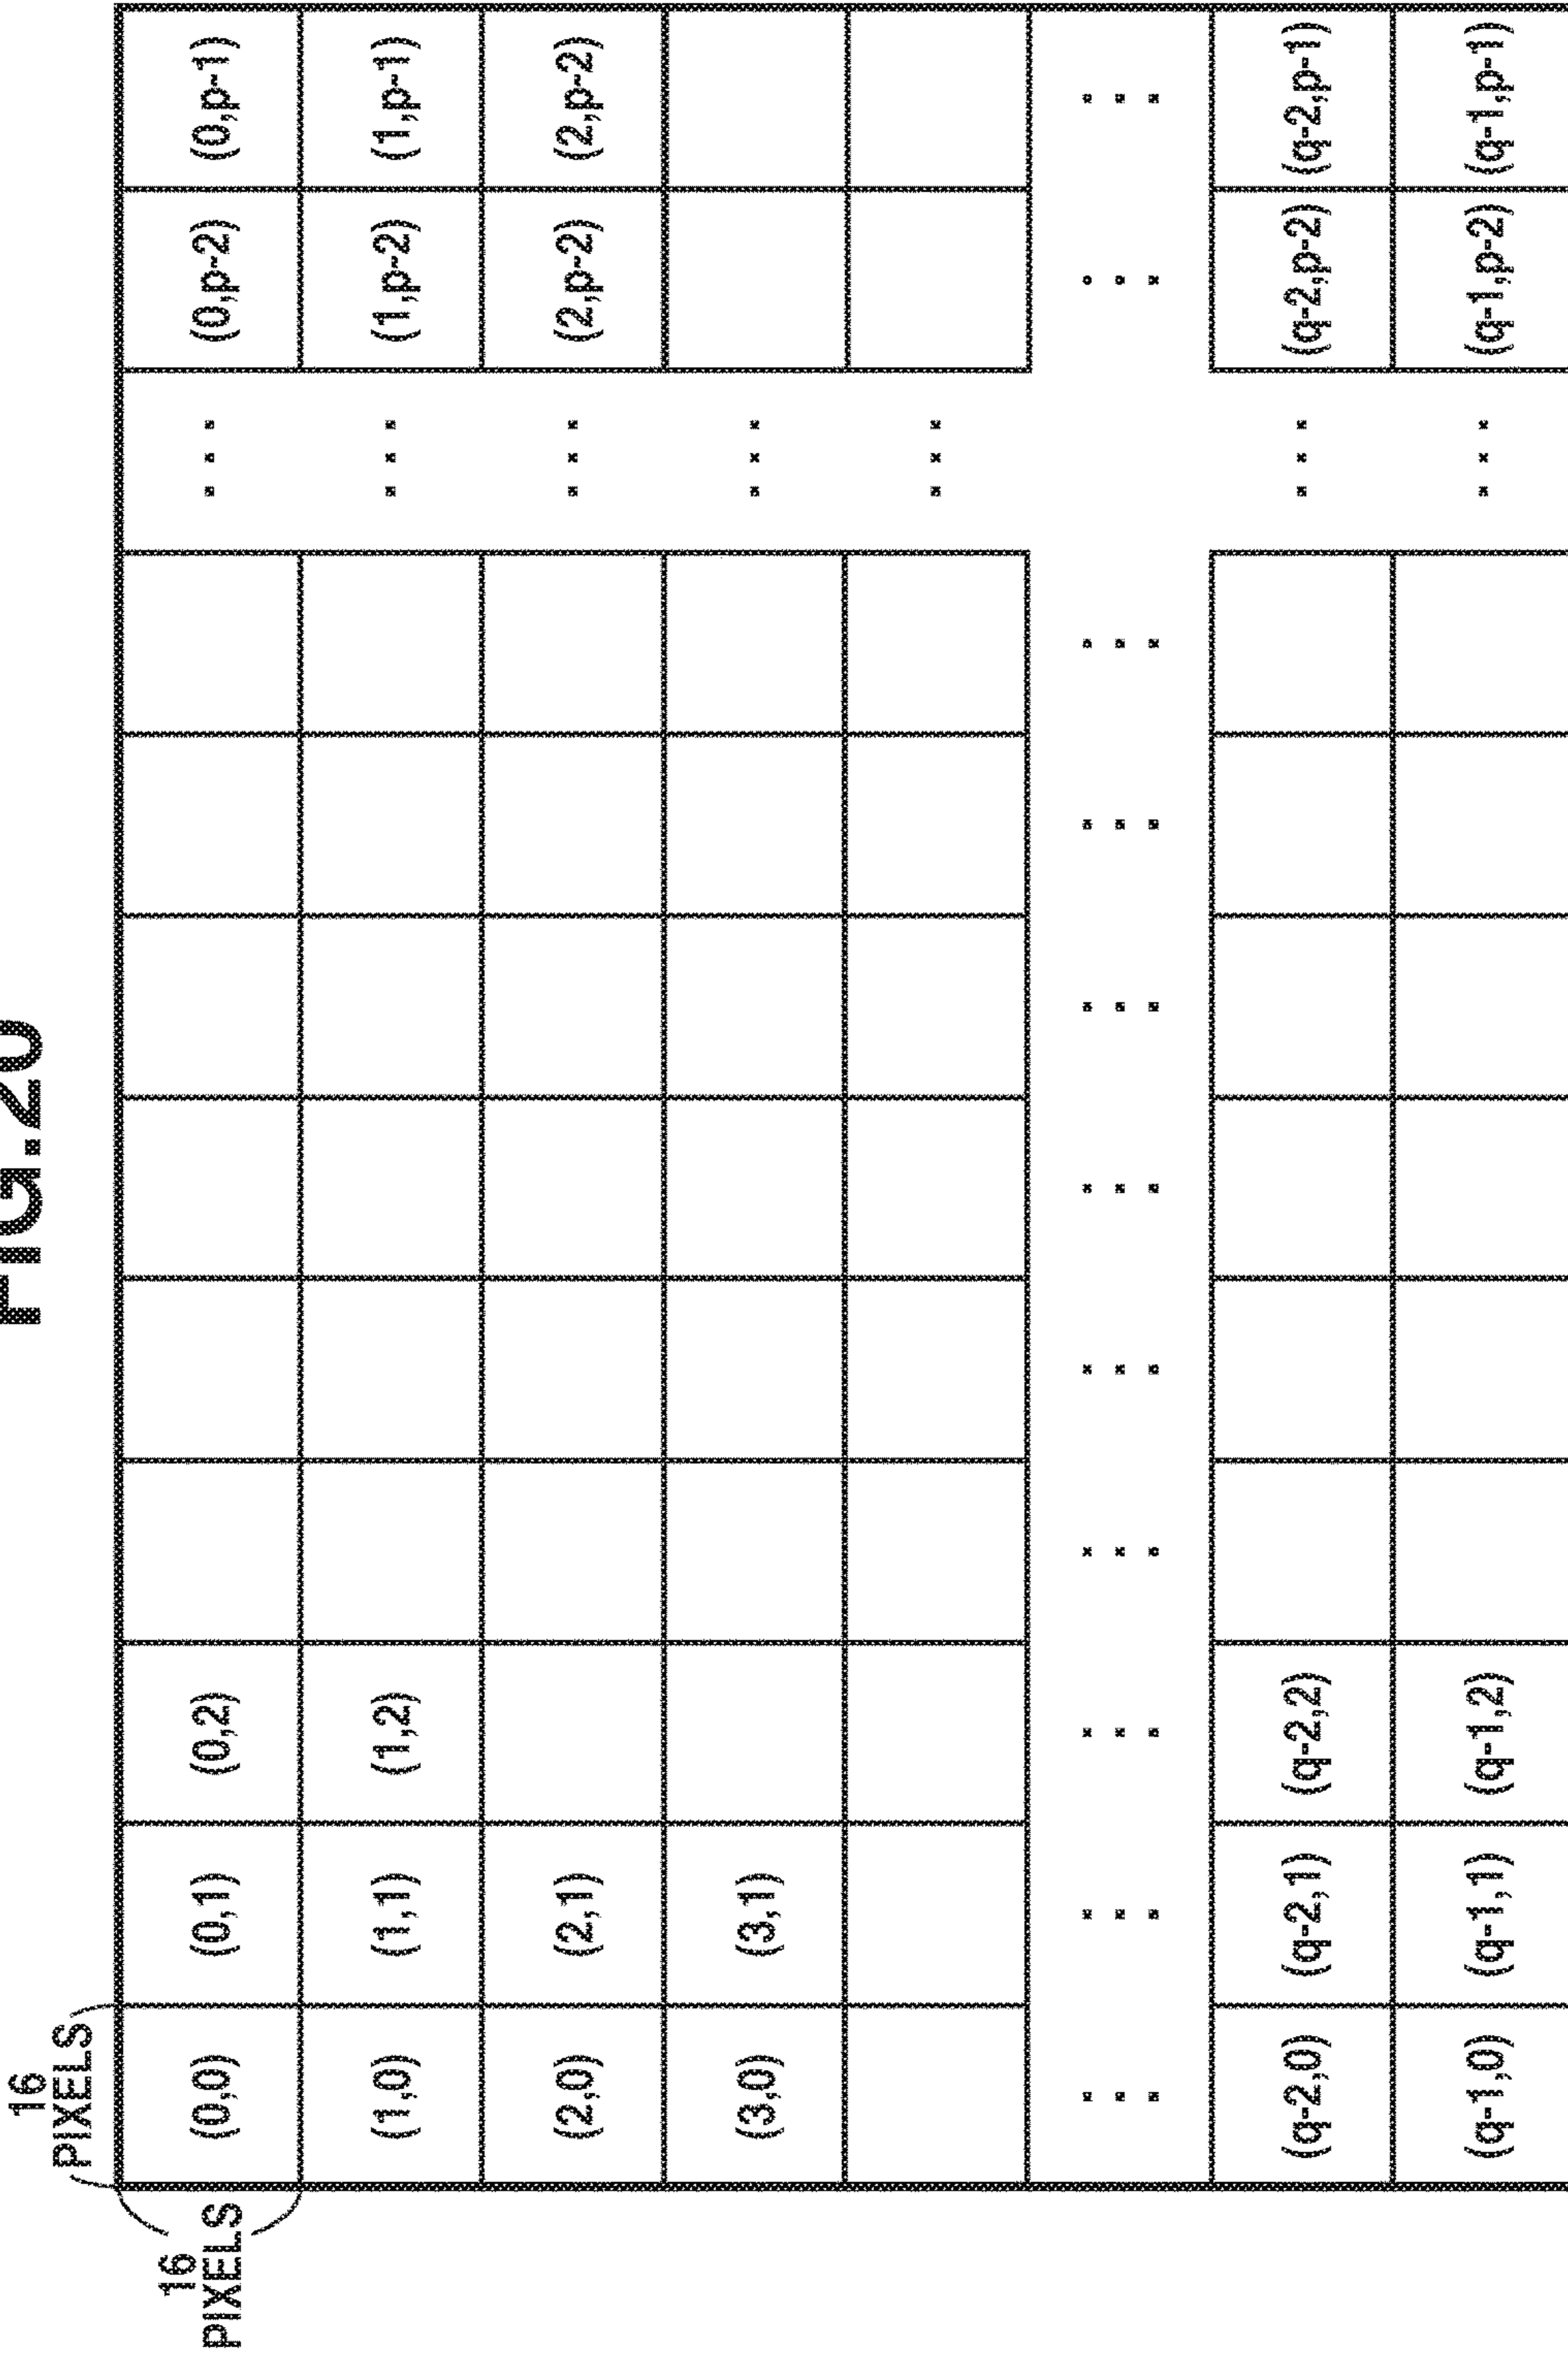 FIG.20
16
PIXELS
16
PIXELS
(0,0) (0,1) (0,2) ... (0,p-2) (0,p-1)
(1,0) (1,1) (1,2) ... (1,p-2) (1,p-1)
(2,0) (2,1) ... (2,p-2) (2,p-2)
(3,0) (3,1) ...
(q-2,0) (q-2,1) (q-2,2) ... (q-2,p-2) (q-2,p-1)
(q-1,0) (q-1,1) (q-1,2) ... (q-1,p-2) (q-1,p-1)